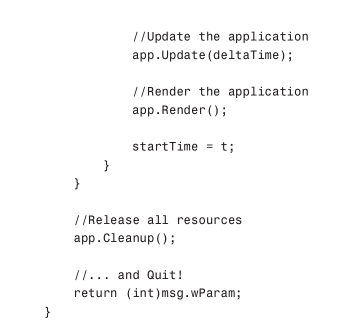 //Update the application
app.Update(deltaTime);
//Render the application
app.Render();
startTime = t;
}
}
//Release all resources
app.Cleanup();
//... and Quit!
return (int)msg.wParam;
}